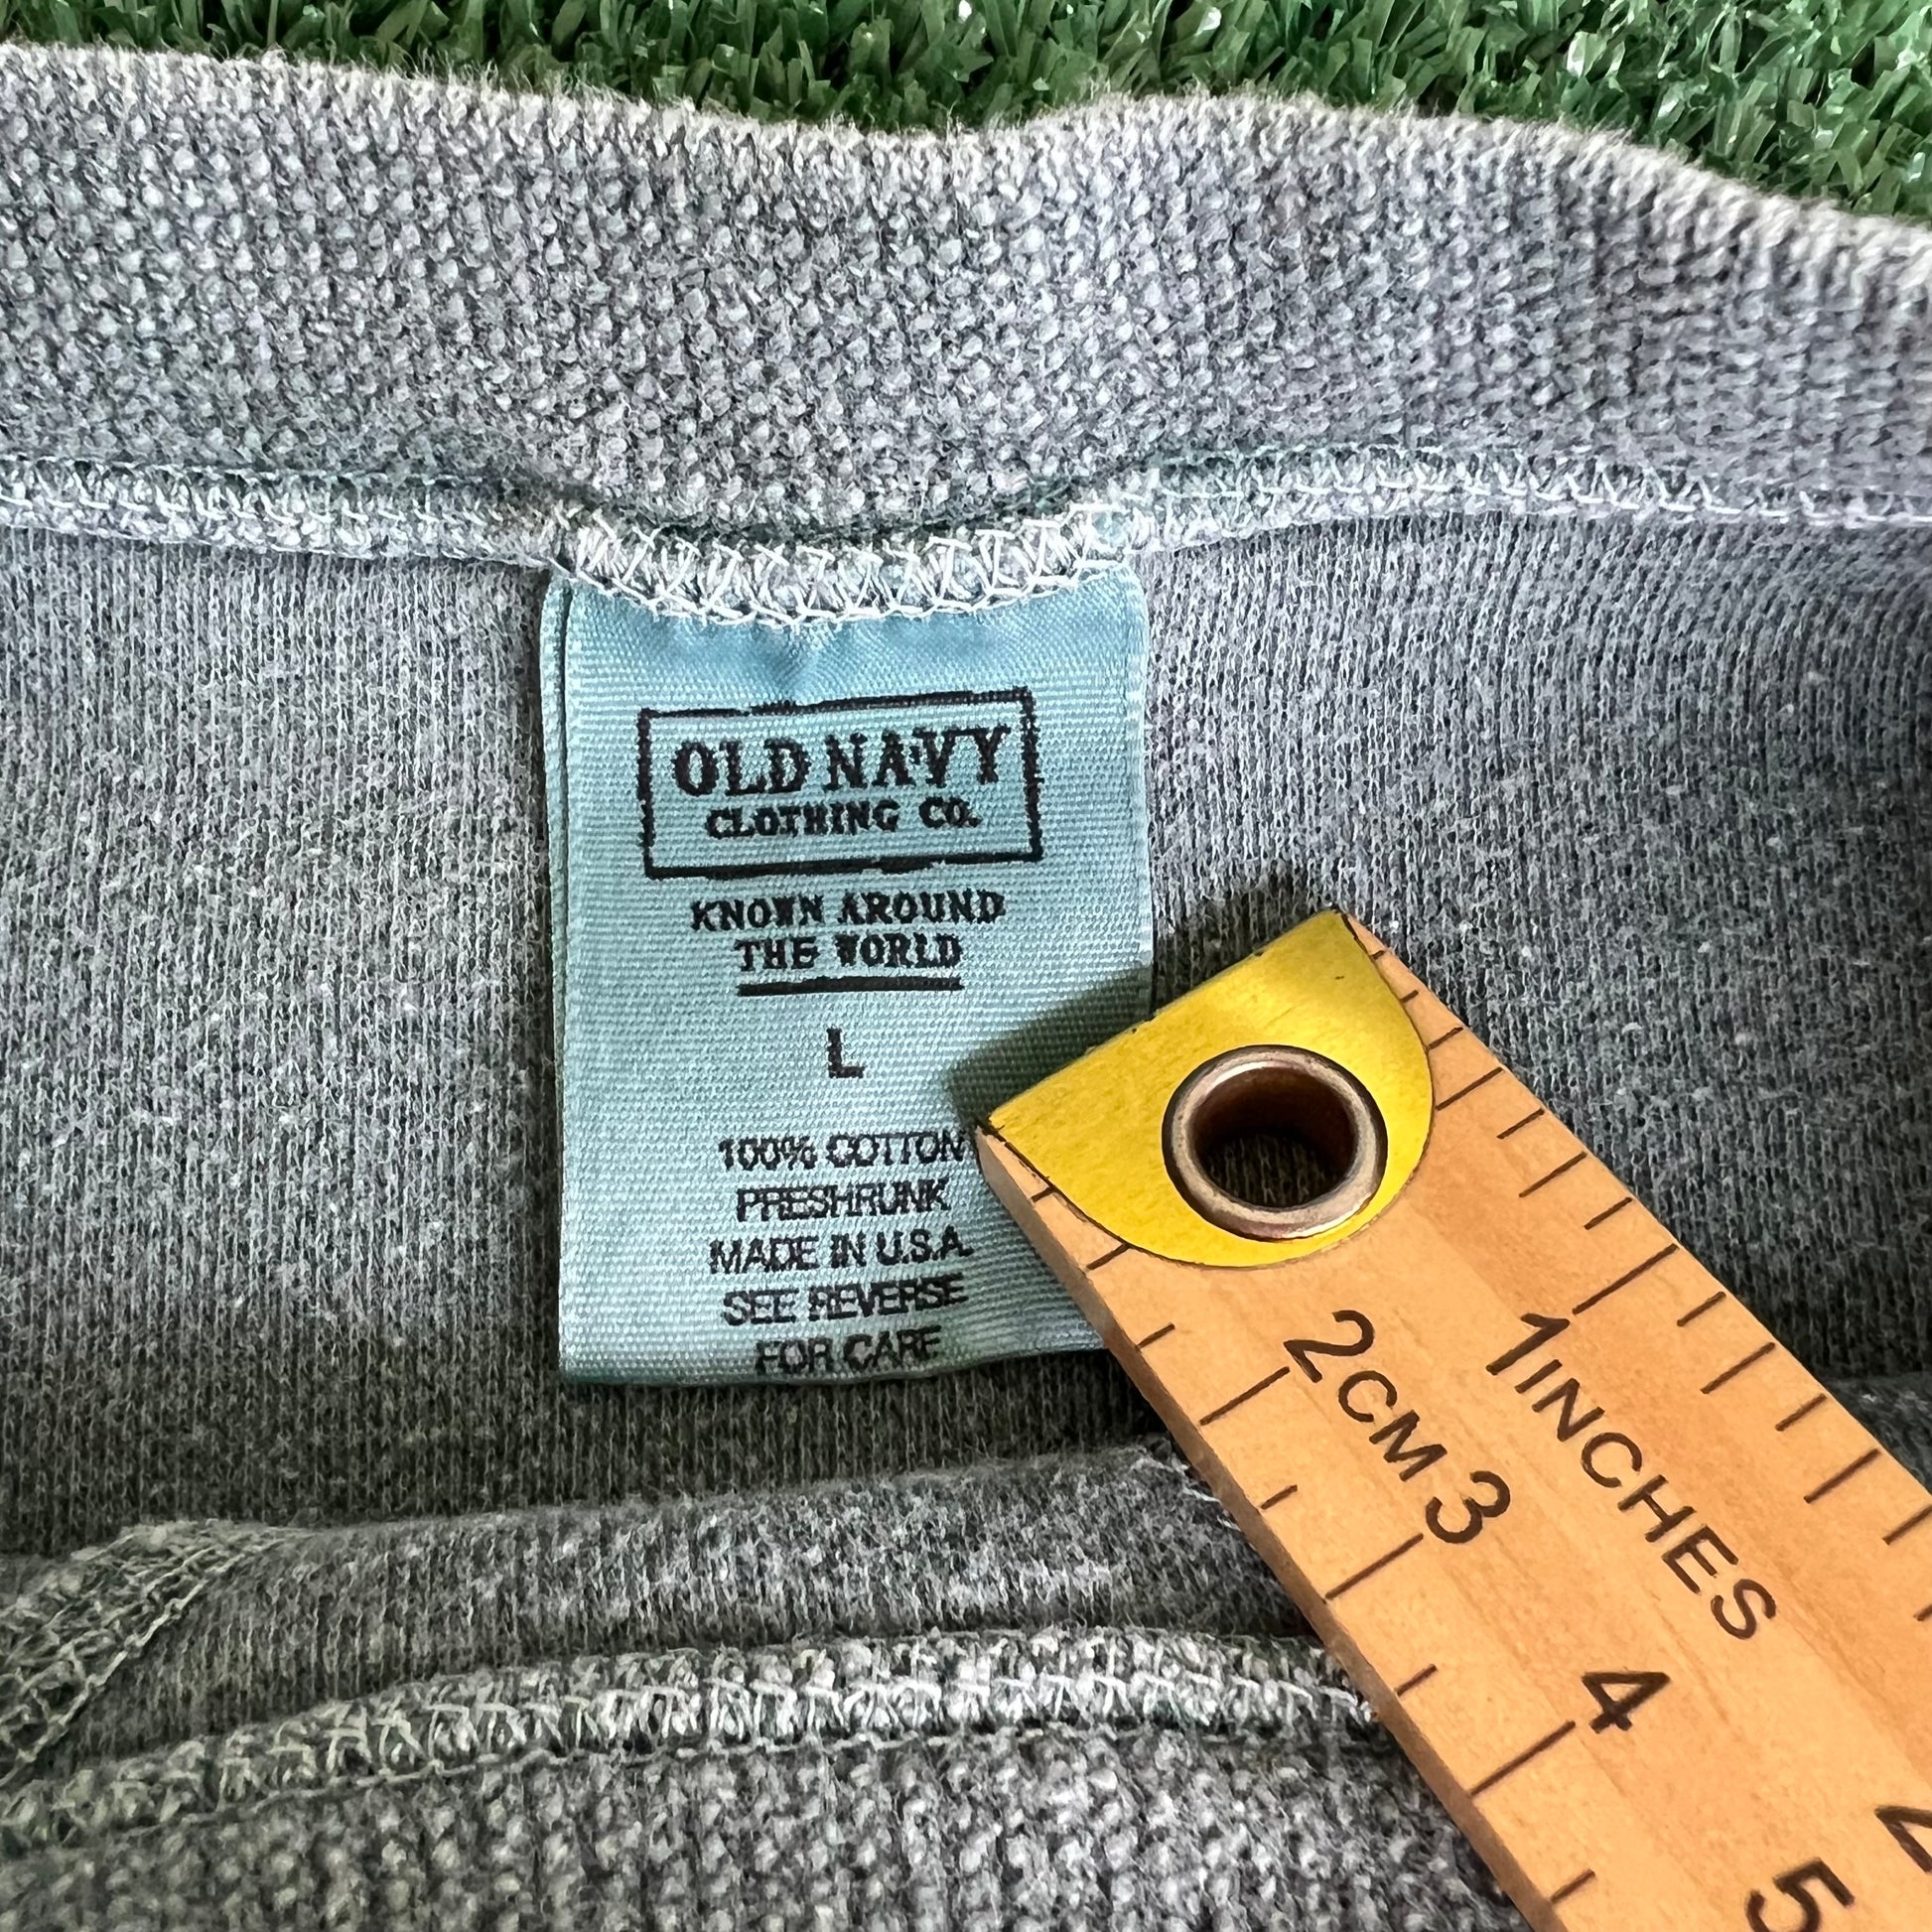 OLD NAVY
CLOTHING CO.
KNOWN AROUND
THE WORLD
L
100% COTTON
PRESHRUNK
MADE IN U.S.A.
SEE REVERSE
FOR CARE
1 INCHES
2 CM 3
4
5